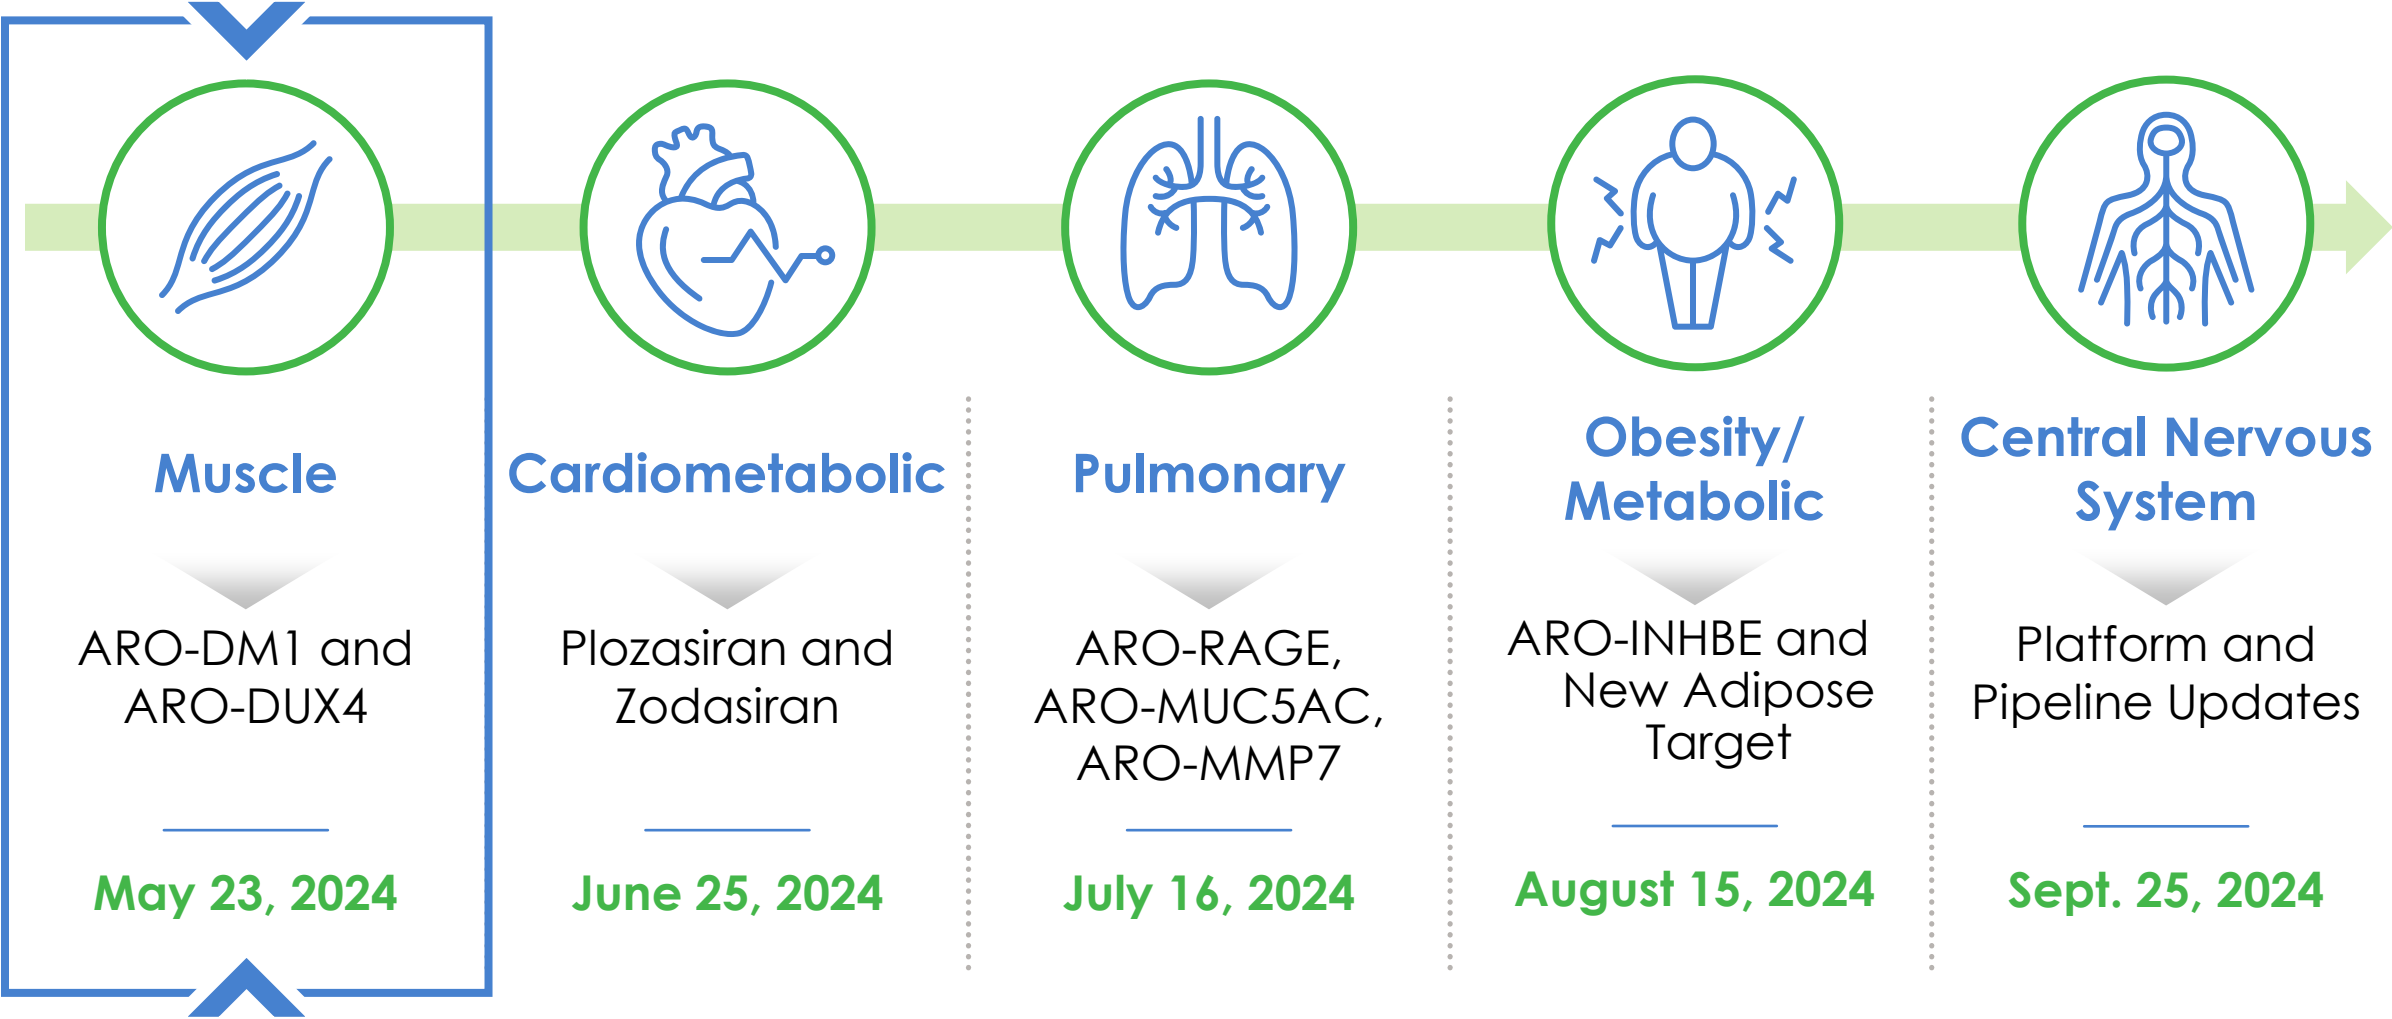 Muscle
ARO-DM1 and
ARO-DUX4
May 23, 2024
Cardiometabolic
Plozasiran and
Zodasiran
June 25, 2024
Pulmonary
ARO-RAGE,
ARO-MUC5AC,
ARO-MMP7
July 16, 2024
Obesity/
Metabolic
ARO-INHBE and
New Adipose
Target
August 15, 2024
Central Nervous
System
Platform and
Pipeline Updates
Sept. 25, 2024